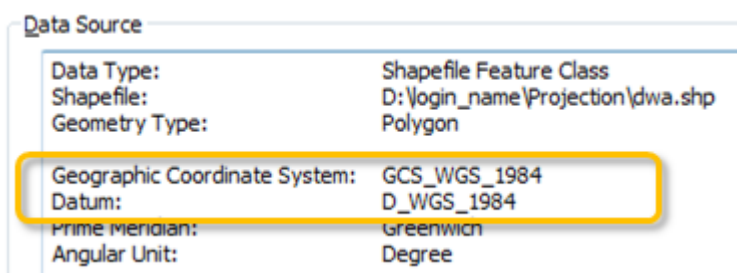 Data Source
Data Type: Shapefile Feature Class
Shapefile: D:\login_name\Projection\dwa.shp
Geometry Type: Polygon
Geographic Coordinate System: GCS_WGS_1984
Datum: D_WGS_1984
Prime Meridian: Greenwich
Angular Unit: Degree